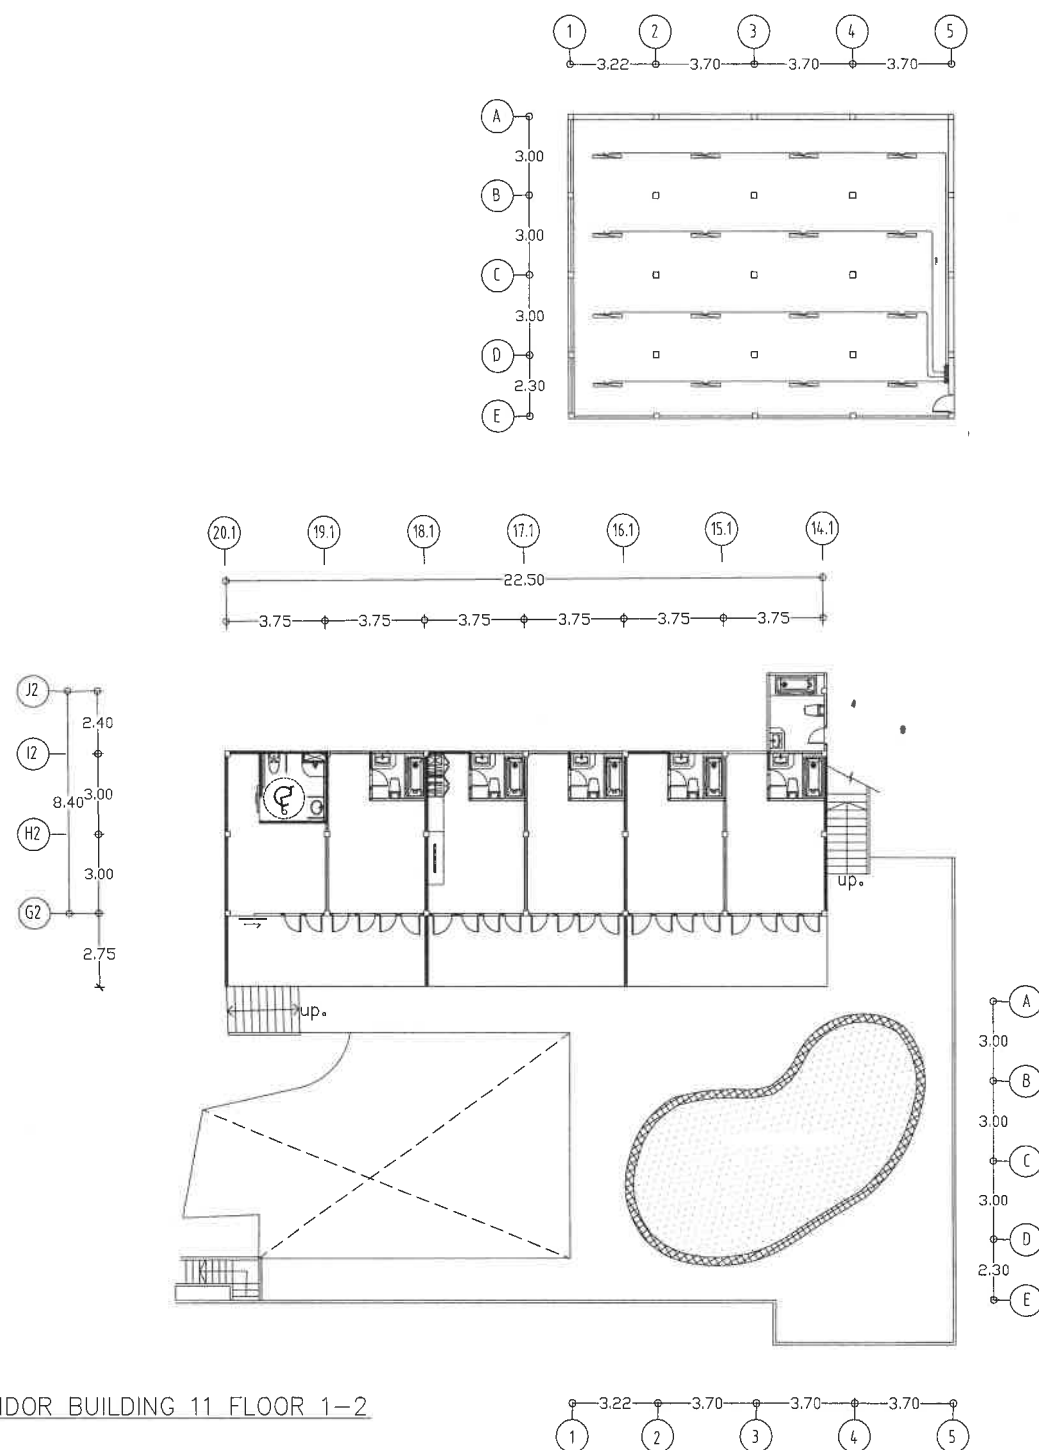 1 2 3 4 5
3.22 3.70 3.70 3.70
A
3.00
B
3.00
C
3.00
D
2.30
E
20.1 19.1 18.1 17.1 16.1 15.1 14.1
22.50
3.75 3.75 3.75 3.75 3.75 3.75
J2
2.40
I2
8.40 3.00
H2
3.00
G2
2.75
up.
up.
A
3.00
B
3.00
C
3.00
D
2.30
E
IDOR BUILDING 11 FLOOR 1-2
3.22 3.70 3.70 3.70
1 2 3 4 5